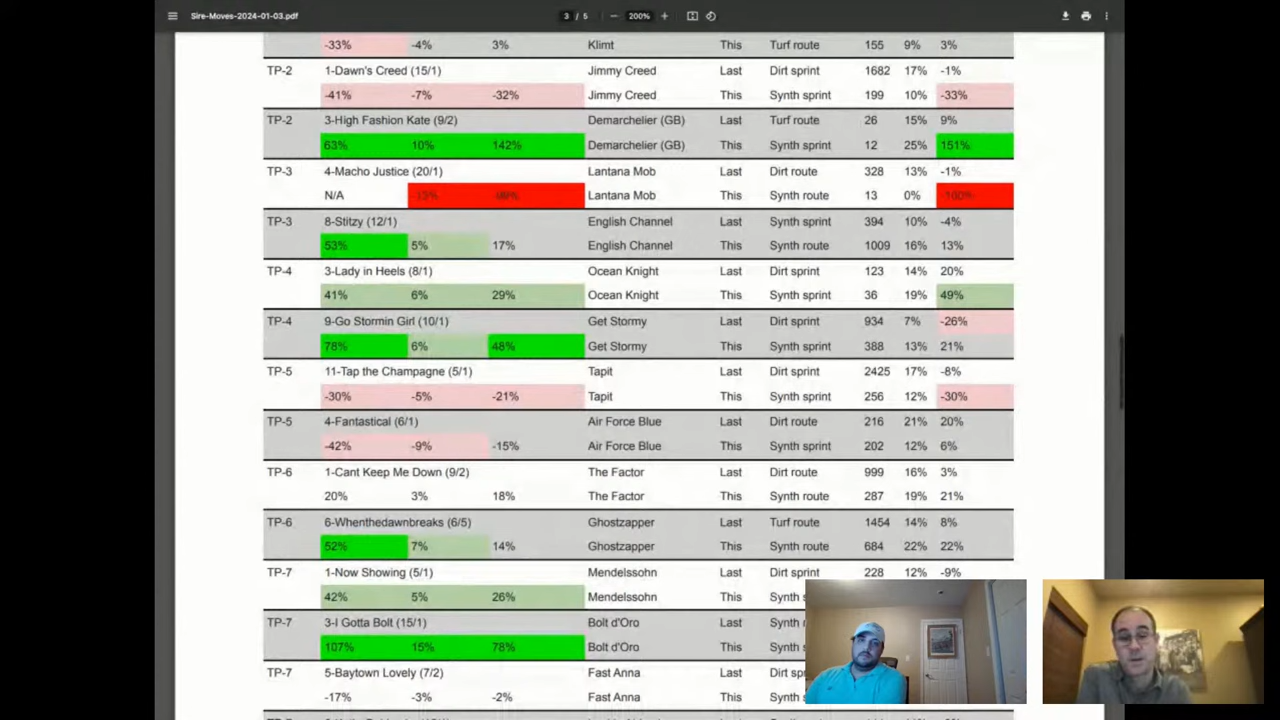 Sire-Moves-2024-01-03.pdf 3 / 5 200%
-33% -4% 3% Klimt This Turf route 155 9% 3%
TP-2 1-Dawn's Creed (15/1) Jimmy Creed Last Dirt sprint 1682 17% -1%
-41% -7% -32% Jimmy Creed This Synth sprint 199 10% -33%
TP-2 3-High Fashion Kate (9/2) Demarchelier (GB) Last Turf route 26 15% 9%
63% 10% 142% Demarchelier (GB) This Synth sprint 12 25% 151%
TP-3 4-Macho Justice (20/1) Lantana Mob Last Dirt route 328 13% -1%
N/A -13% -99% Lantana Mob This Synth route 13 0% -100%
TP-3 8-Stitzy (12/1) English Channel Last Synth sprint 394 10% -4%
53% 5% 17% English Channel This Synth route 1009 16% 13%
TP-4 3-Lady in Heels (8/1) Ocean Knight Last Dirt sprint 123 14% 20%
41% 6% 29% Ocean Knight This Synth sprint 36 19% 49%
TP-4 9-Go Stormin Girl (10/1) Get Stormy Last Dirt sprint 934 7% -26%
78% 6% 48% Get Stormy This Synth sprint 388 13% 21%
TP-5 11-Tap the Champagne (5/1) Tapit Last Dirt sprint 2425 17% -8%
-30% -5% -21% Tapit This Synth sprint 256 12% -30%
TP-5 4-Fantastical (6/1) Air Force Blue Last Dirt route 216 21% 20%
-42% -9% -15% Air Force Blue This Synth sprint 202 12% 6%
TP-6 1-Cant Keep Me Down (9/2) The Factor Last Dirt route 999 16% 3%
20% 3% 18% The Factor This Synth route 287 19% 21%
TP-6 6-Whenthedawnbreaks (6/5) Ghostzapper Last Turf route 1454 14% 8%
52% 7% 14% Ghostzapper This Synth route 684 22% 22%
TP-7 1-Now Showing (5/1) Mendelssohn Last Dirt sprint 228 12% -9%
42% 5% 26% Mendelssohn This Synth s
TP-7 3-I Gotta Bolt (15/1) Bolt d'Oro Last Dirt spri
107% 15% 78% Bolt d'Oro This Synth s
TP-7 5-Baytown Lovely (7/2) Fast Anna Last Dirt spri
-17% -3% -2% Fast Anna This Synth s